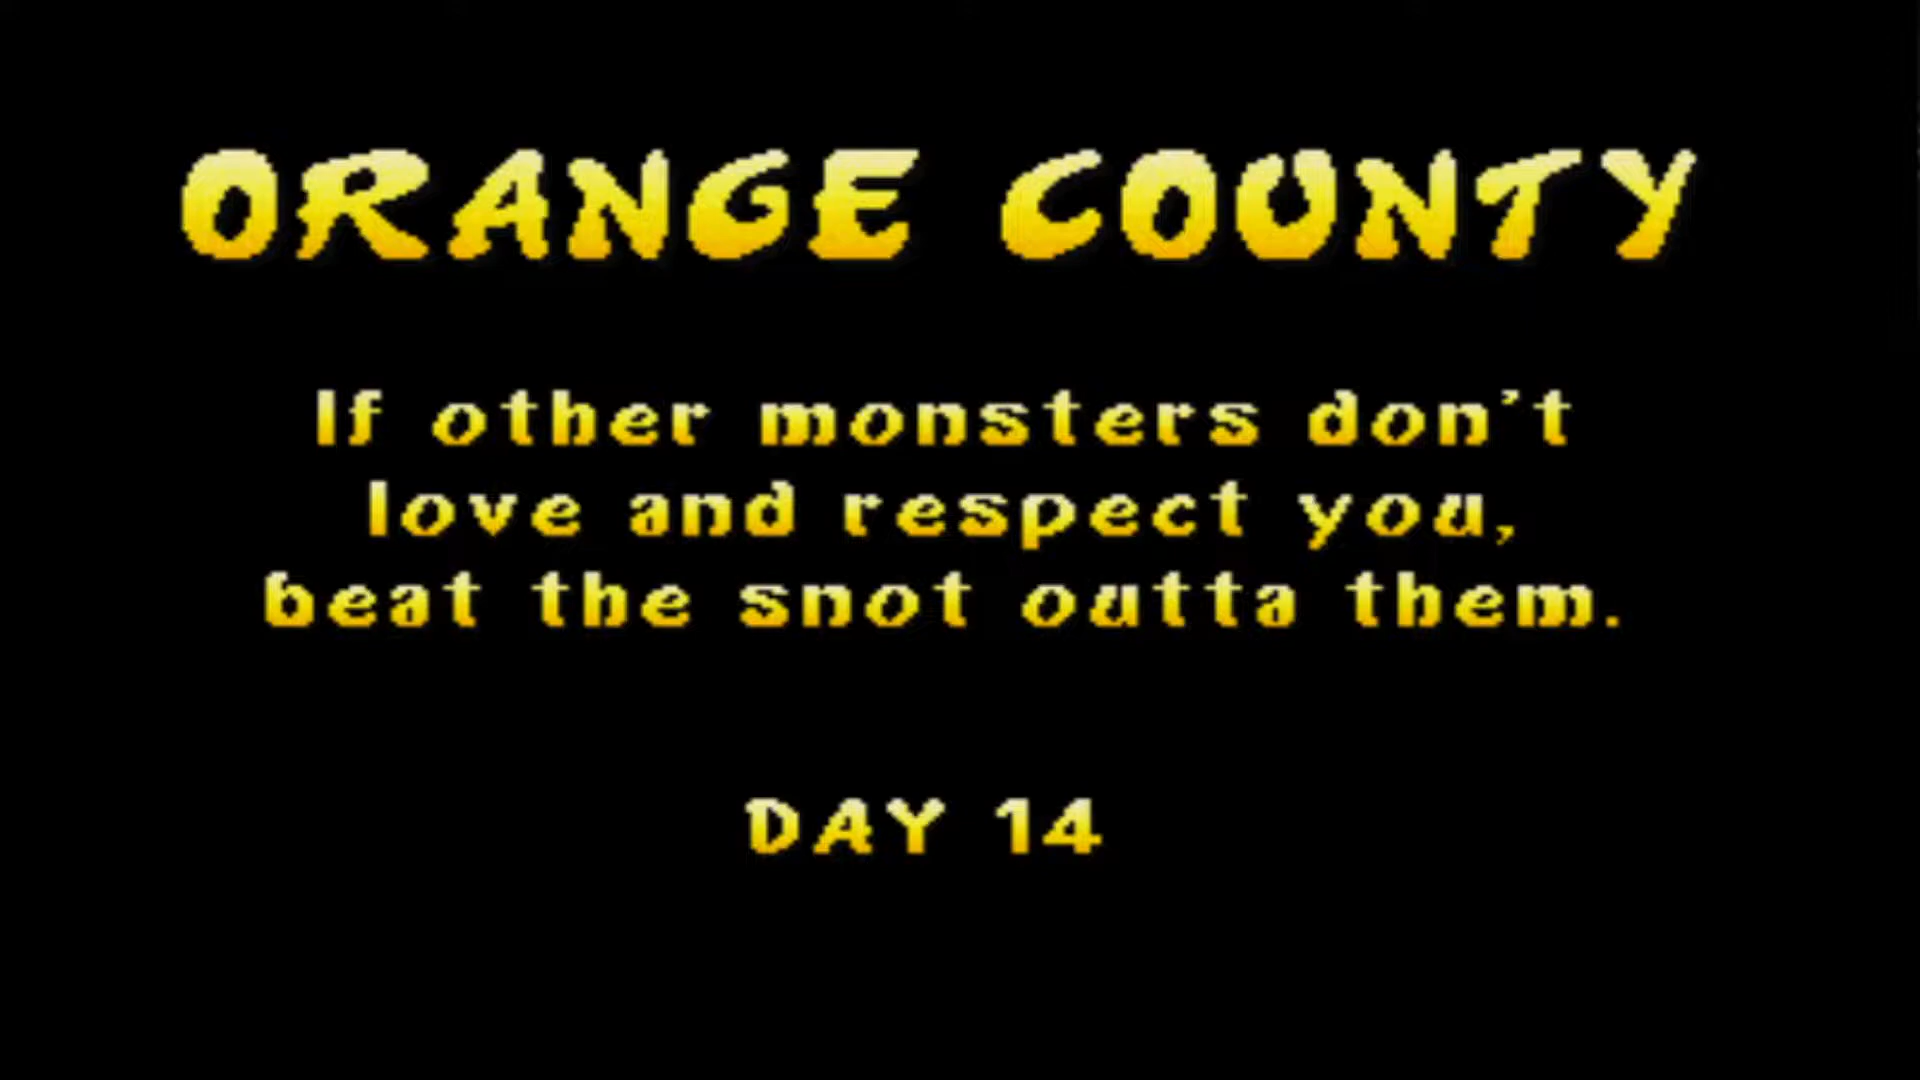 ORANGE COUNTY
If other monsters don't
love and respect you,
beat the snot outta them.
DAY 14